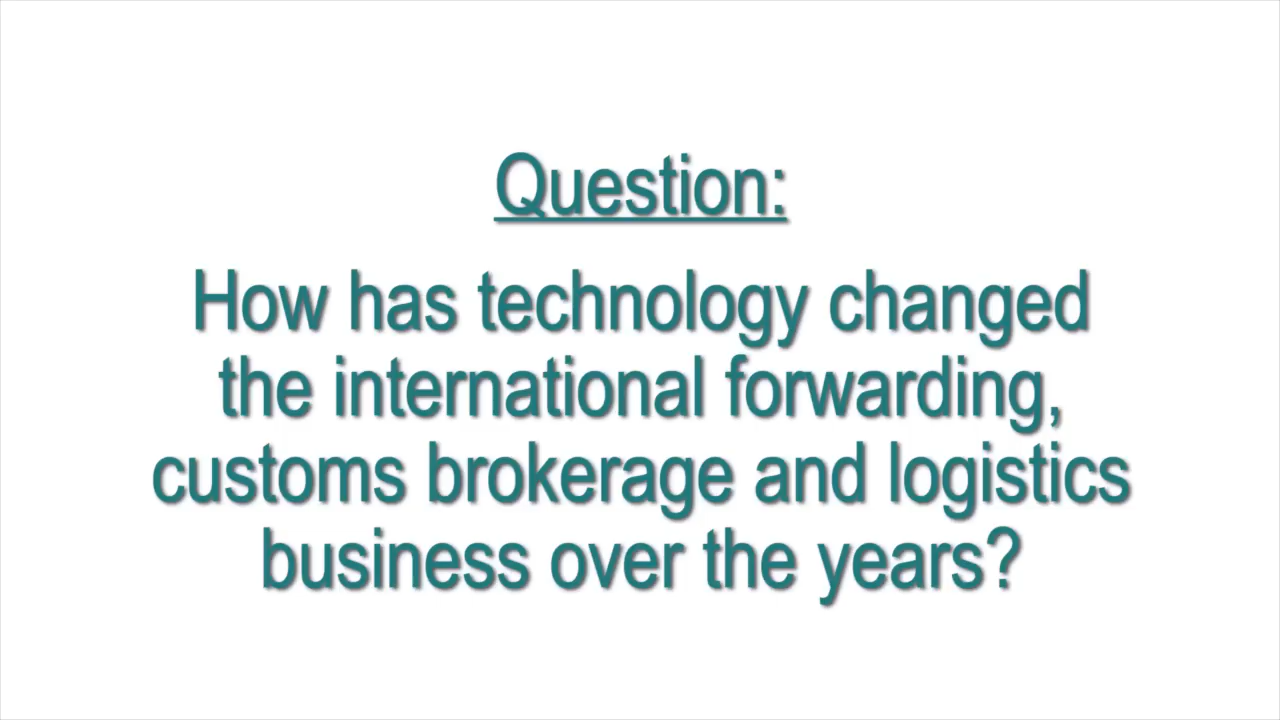 Question:
How has technology changed
the international forwarding,
customs brokerage and logistics
business over the years?